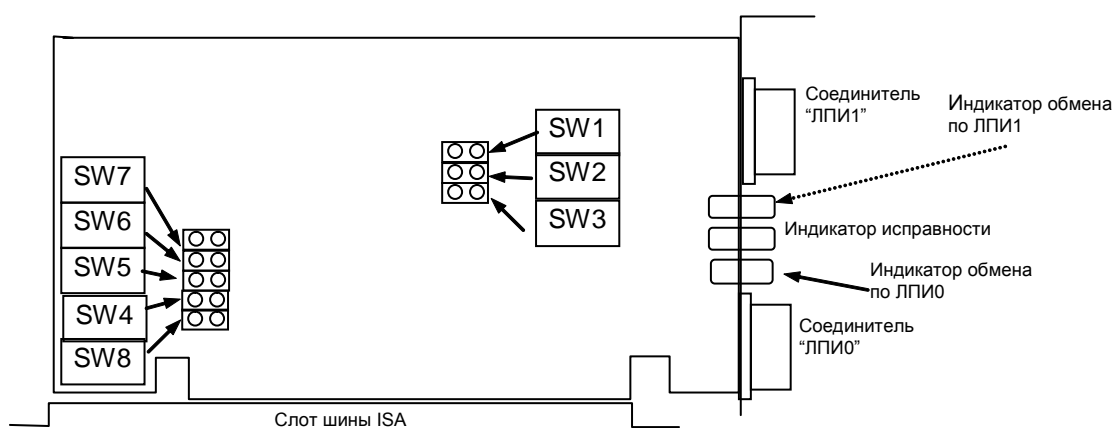 Соединитель
“ЛПИ1”
Индикатор обмена
по ЛПИ1
SW1
SW2
SW3
SW7
SW6
SW5
SW4
SW8
Индикатор исправности
Индикатор обмена
по ЛПИ0
Соединитель
“ЛПИ0”
Слот шины ISA